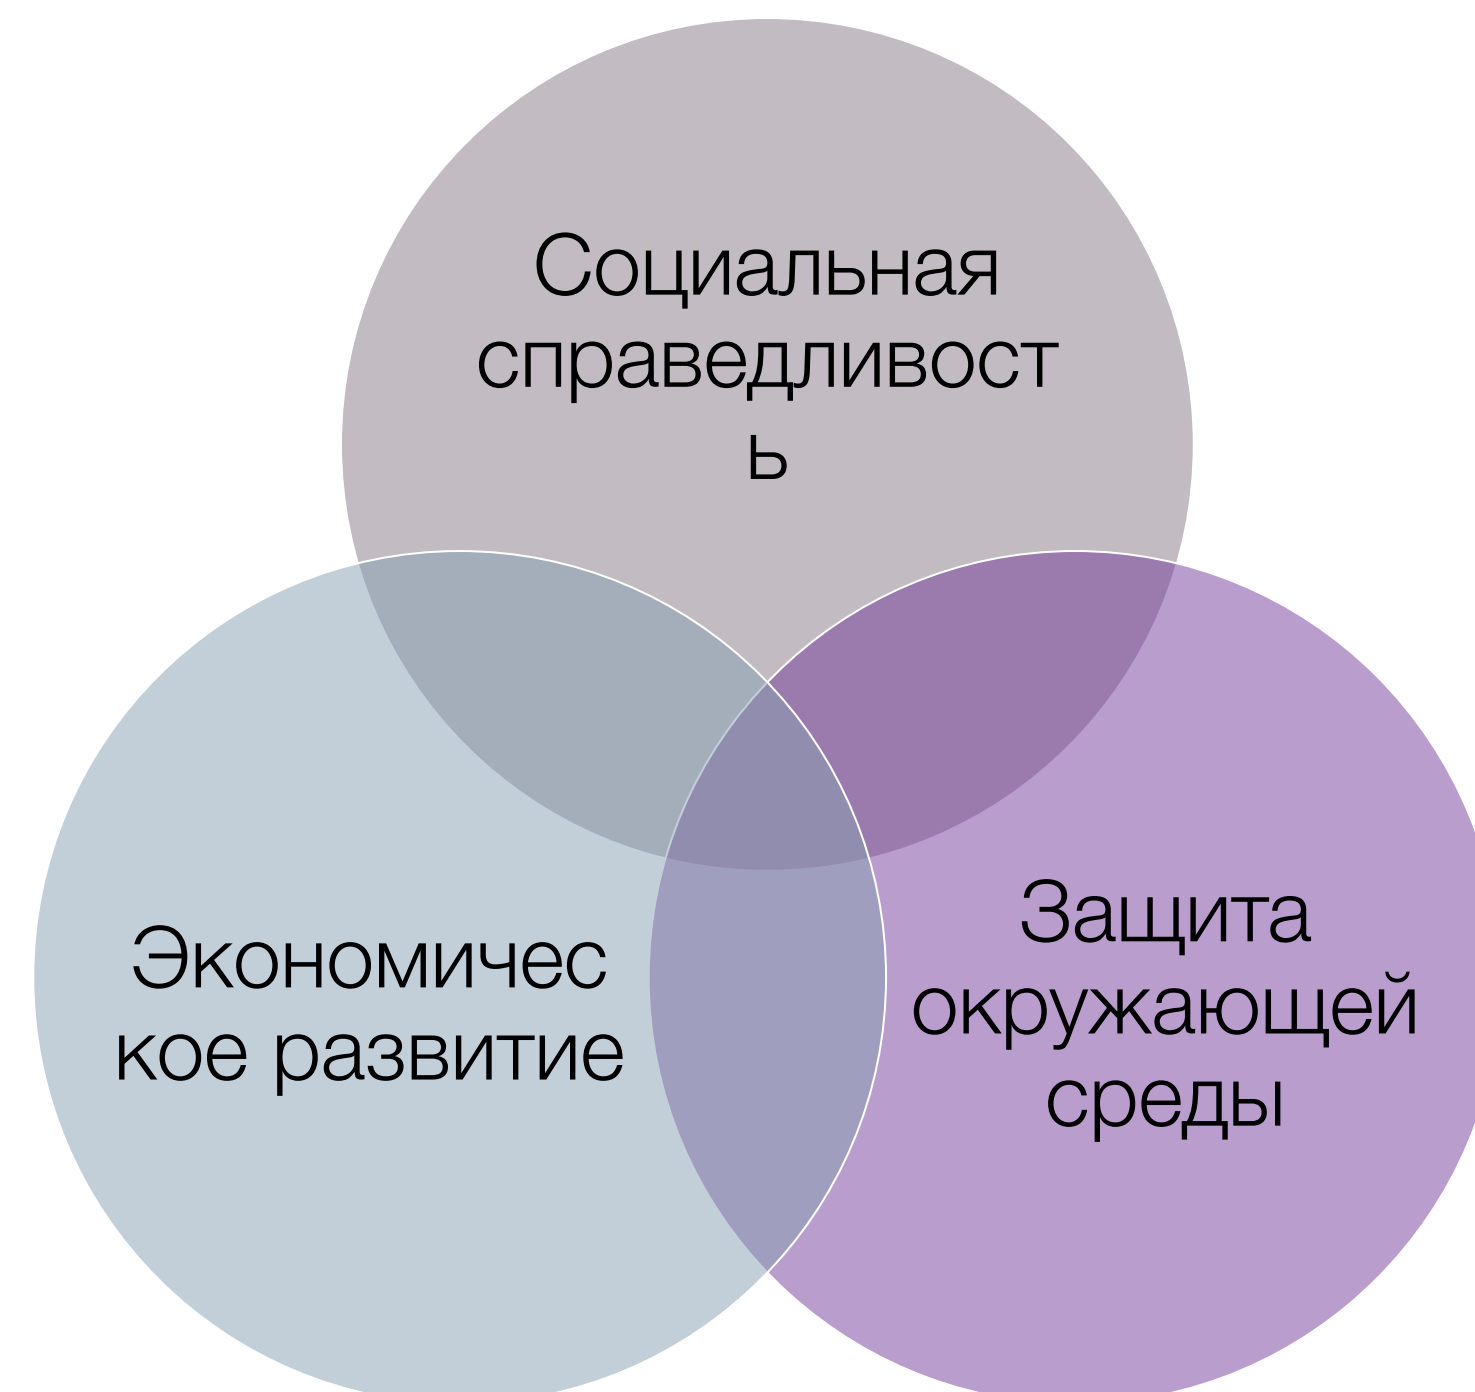 Социальная
справедливост
ь
Экономичес
кое развитие
Защита
окружающей
среды